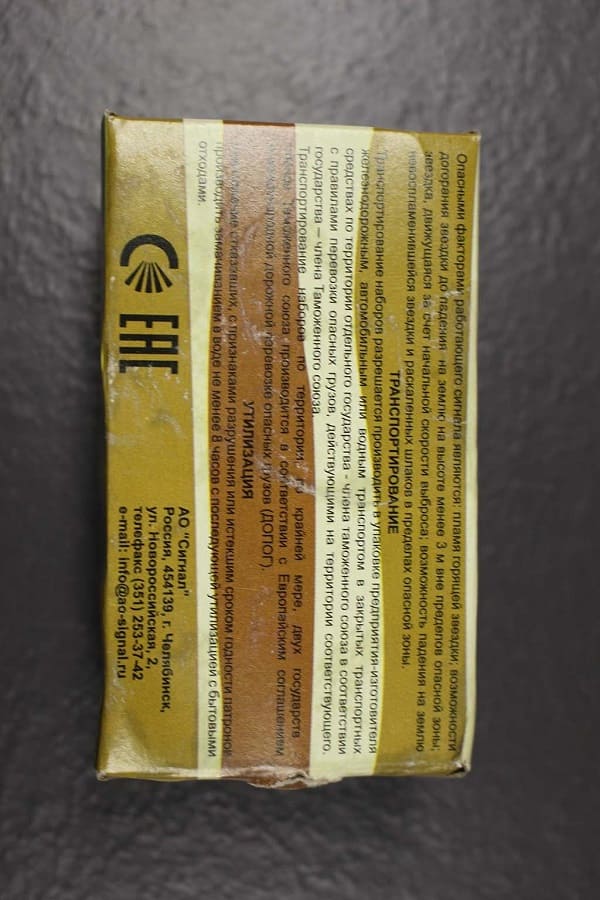 Опасными факторами работающего сигнала являются: пламя горящей звездки; возможности
догорания звездки до падения на землю на высоте менее 3 м вне пределов опасной зоны;
звездка, движущаяся за счет начальной скорости выброса; возможность падения на землю
невоспламенившейся звездки и раскаленных шлаков в пределах опасной зоны.
ТРАНСПОРТИРОВАНИЕ
Транспортирование наборов разрешается производить в упаковке предприятия-изготовителя
железнодорожным, автомобильным или водным транспортом в закрытых транспортных
средствах по территории отдельного государства - члена таможенного союза в соответствии
с правилами перевозки опасных грузов, действующими на территории соответствующего
государства – члена Таможенного союза.
Транспортирование наборов по территории по крайней мере, двух государств
Таможенного союза производится в соответствии с Европейским соглашением
международной дорожной перевозке опасных грузов (ДОПОГ).
УТИЛИЗАЦИЯ
отказавших, с признаками разрушения или истекшим сроком годности патронов
производить замачиванием в воде не менее 8 часов с последующей утилизацией с бытовыми
отходами.
ЕАС
АО "Сигнал"
Россия, 454139, г. Челябинск,
ул. Новороссийская, 2,
телефакс (351) 253-37-42
e-mail: info@ao-signal.ru